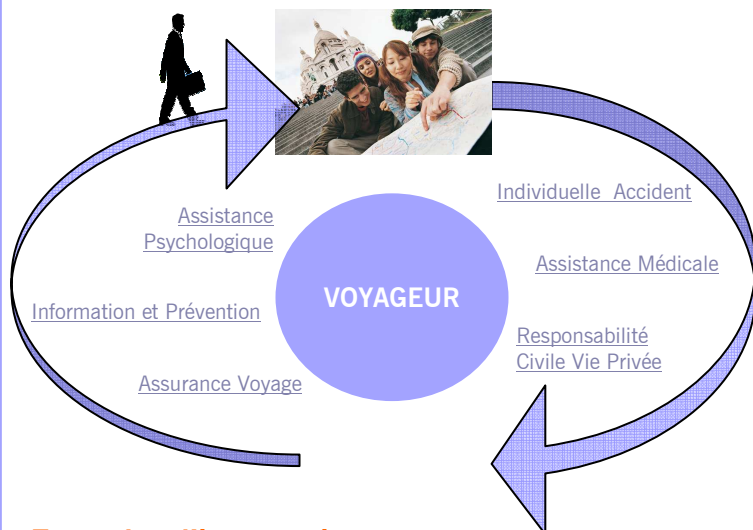 Individuelle Accident
Assistance
Psychologique
Assistance Médicale
VOYAGEUR
Information et Prévention
Responsabilité
Civile Vie Privée
Assurance Voyage